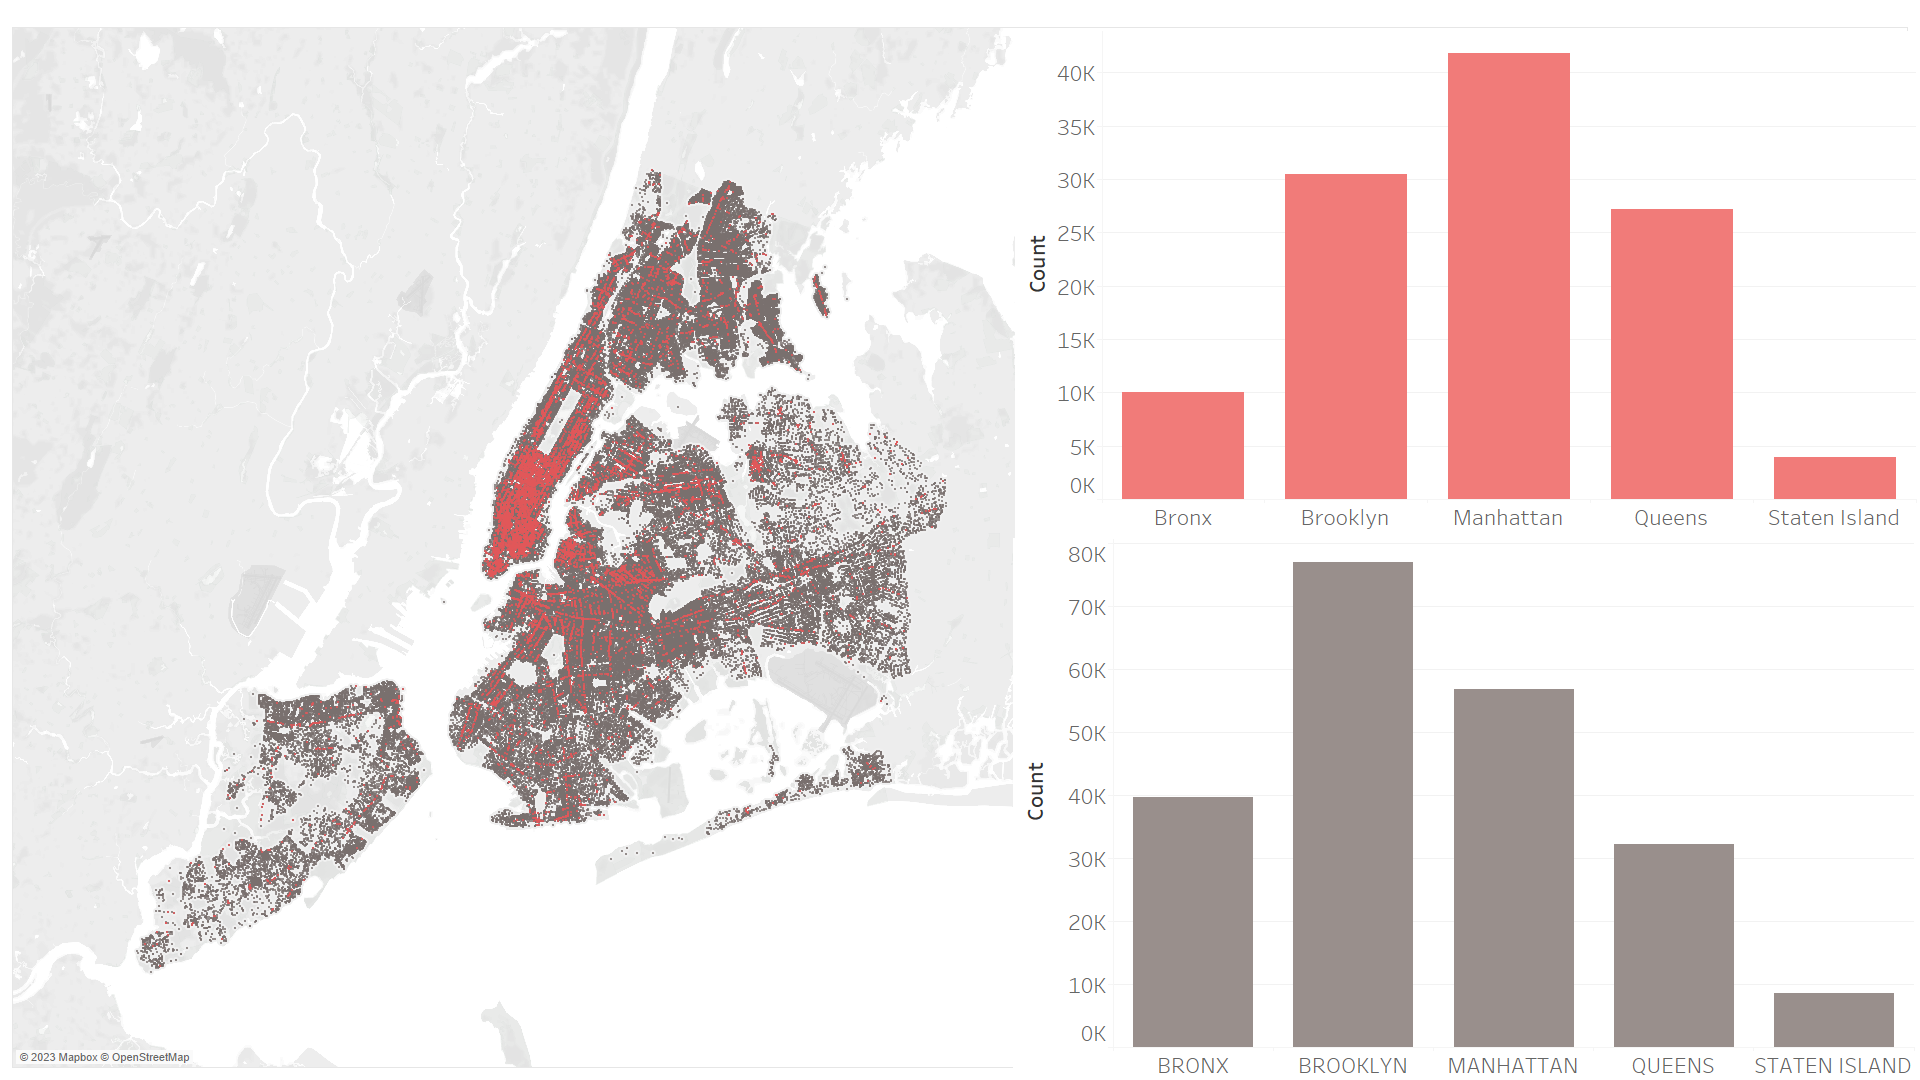 40K
35K
30K
25K
20K
15K
10K
5K
0K
Count
Bronx
Brooklyn
Manhattan
Queens
Staten Island
80K
70K
60K
50K
40K
30K
20K
10K
0K
Count
BRONX
BROOKLYN
MANHATTAN
QUEENS
STATEN ISLAND
© 2023 Mapbox © OpenStreetMap